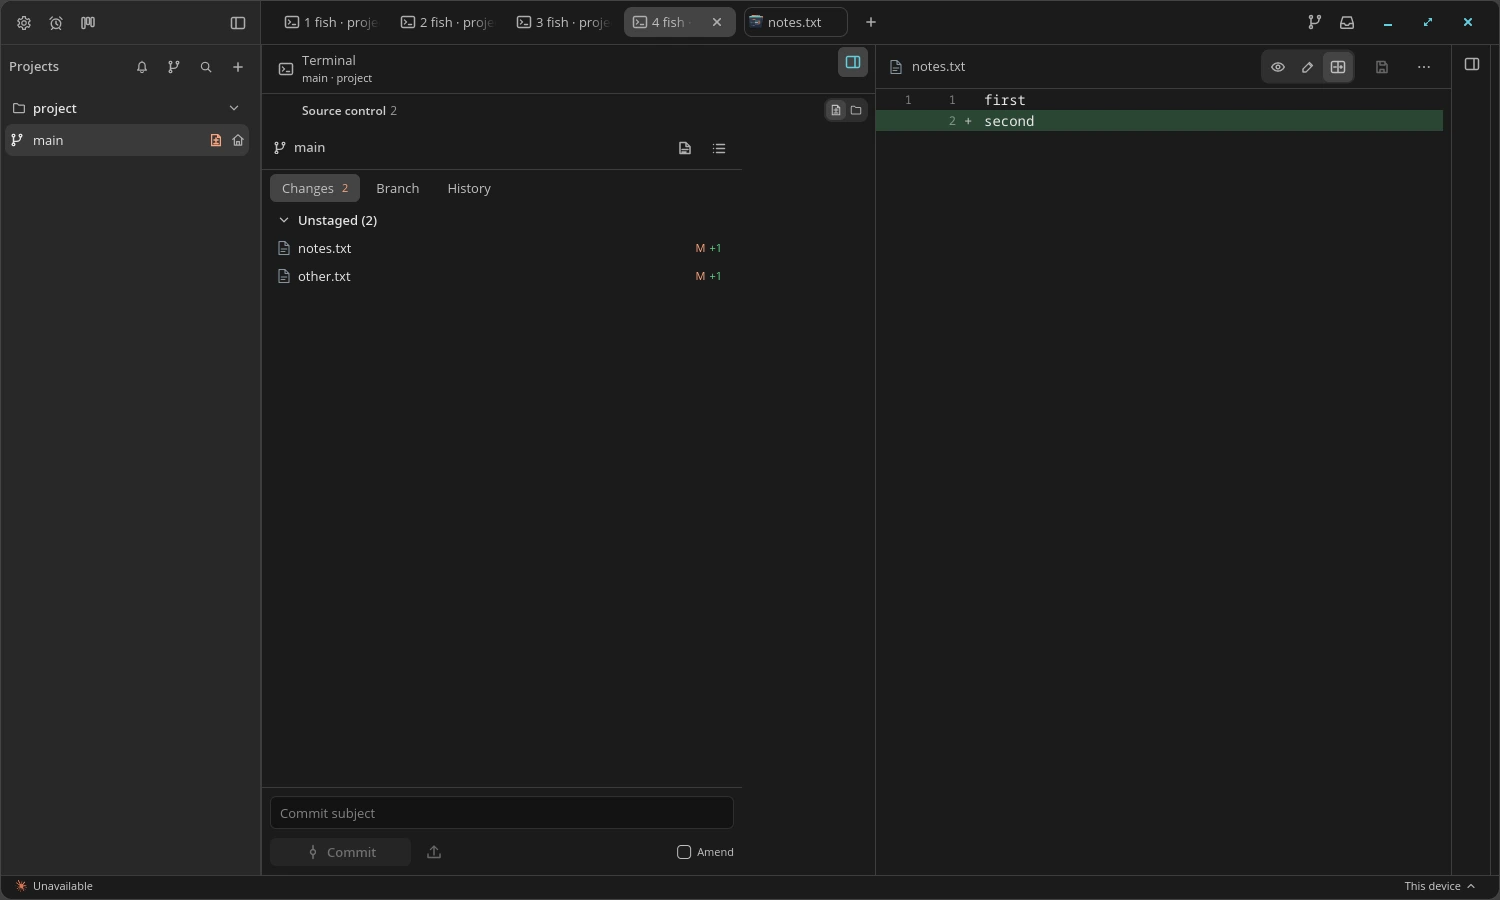 1 fish · proje
2 fish · proje
3 fish · proje
4 fish ·
notes.txt
Projects
project
main
Terminal
main · project
Source control 2
main
Changes 2
Branch
History
Unstaged (2)
notes.txt M +1
other.txt M +1
Commit subject
Commit
Amend
notes.txt
1 1 first
2 + second
Unavailable
This device